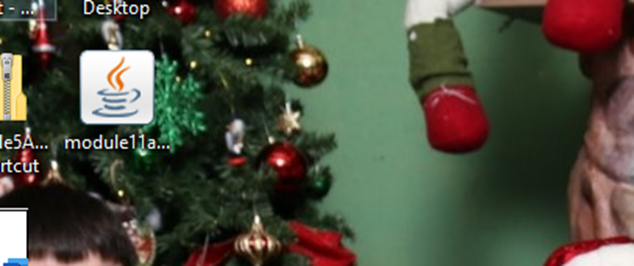 t - ...
Desktop
module11a...
le5A...
rtcut